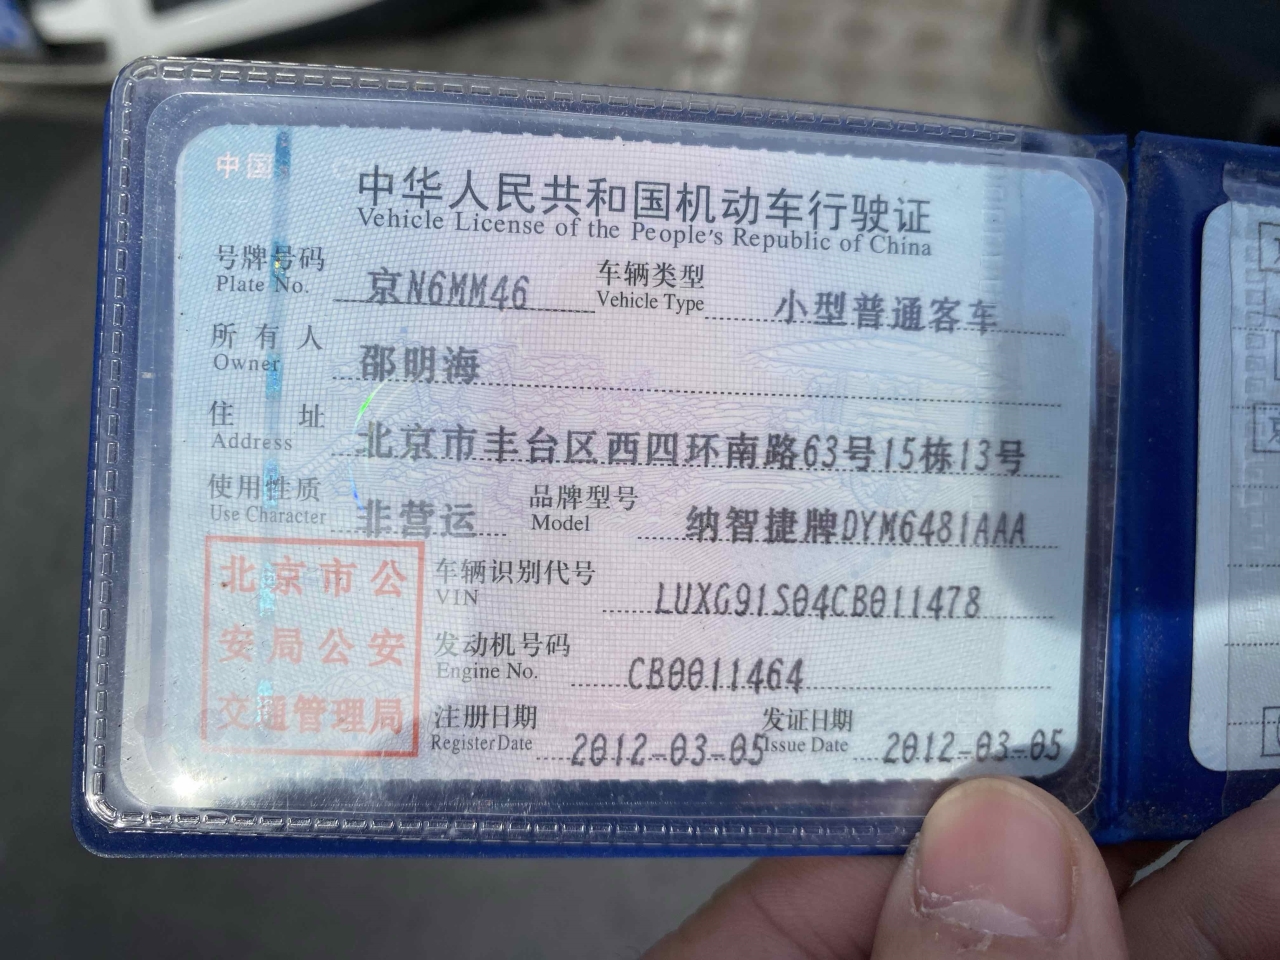 中国
中华人民共和国机动车行驶证
Vehicle License of the People's Republic of China
号牌号码 京N6MM46 车辆类型 小型普通客车
Plate No. Vehicle Type
所有人 邵明海
Owner
住址 北京市丰台区西四环南路63号15栋13号
Address
使用性质 非营运 品牌型号 纳智捷牌DYM6481AAA
Use Character Model
北京市公
安局公安
交通管理局
车辆识别代号 LUXG91S04CB011478
VIN
发动机号码 CB0011464
Engine No.
注册日期 2012-03-05 发证日期 2012-03-05
Register Date Issue Date